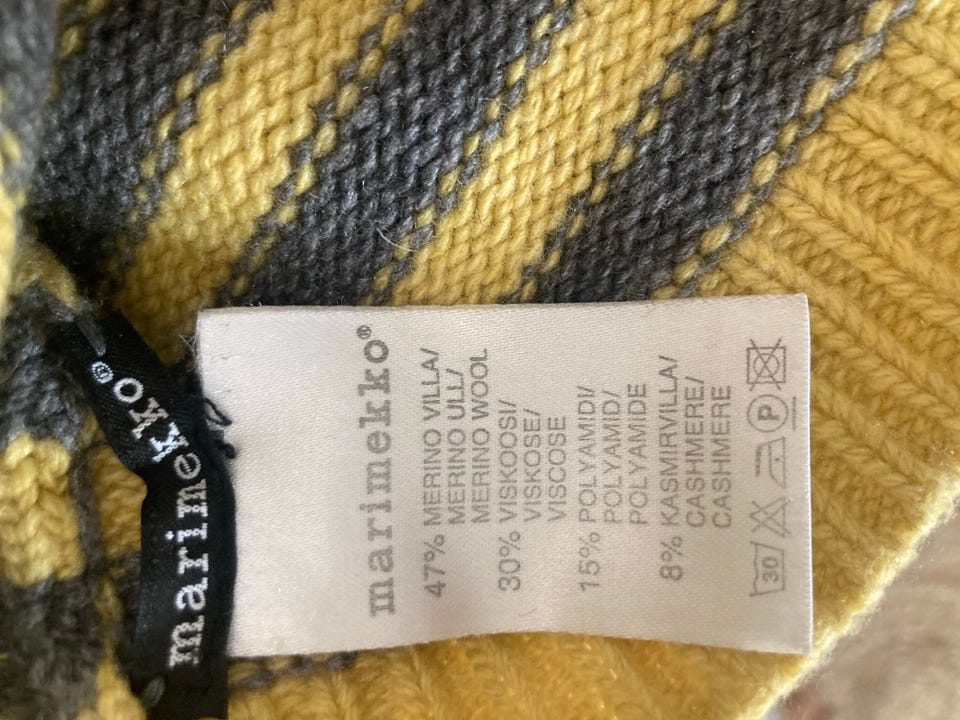 marimekko®
marimekko®
47% MERINO VILLA/
MERINO ULL/
MERINO WOOL
30% VISKOOSI/
VISKOSE/
VISCOSE
15% POLYAMIDI/
POLYAMID/
POLYAMIDE
8% KASMIRVILLA/
CASHMERE/
CASHMERE
30 P